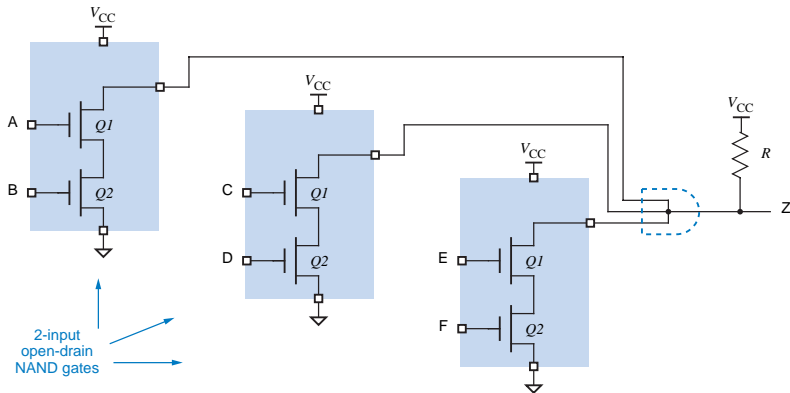 VCC
A
Q1
B
Q2
VCC
C
Q1
D
Q2
VCC
E
Q1
F
Q2
VCC
R
Z
2-input
open-drain
NAND gates